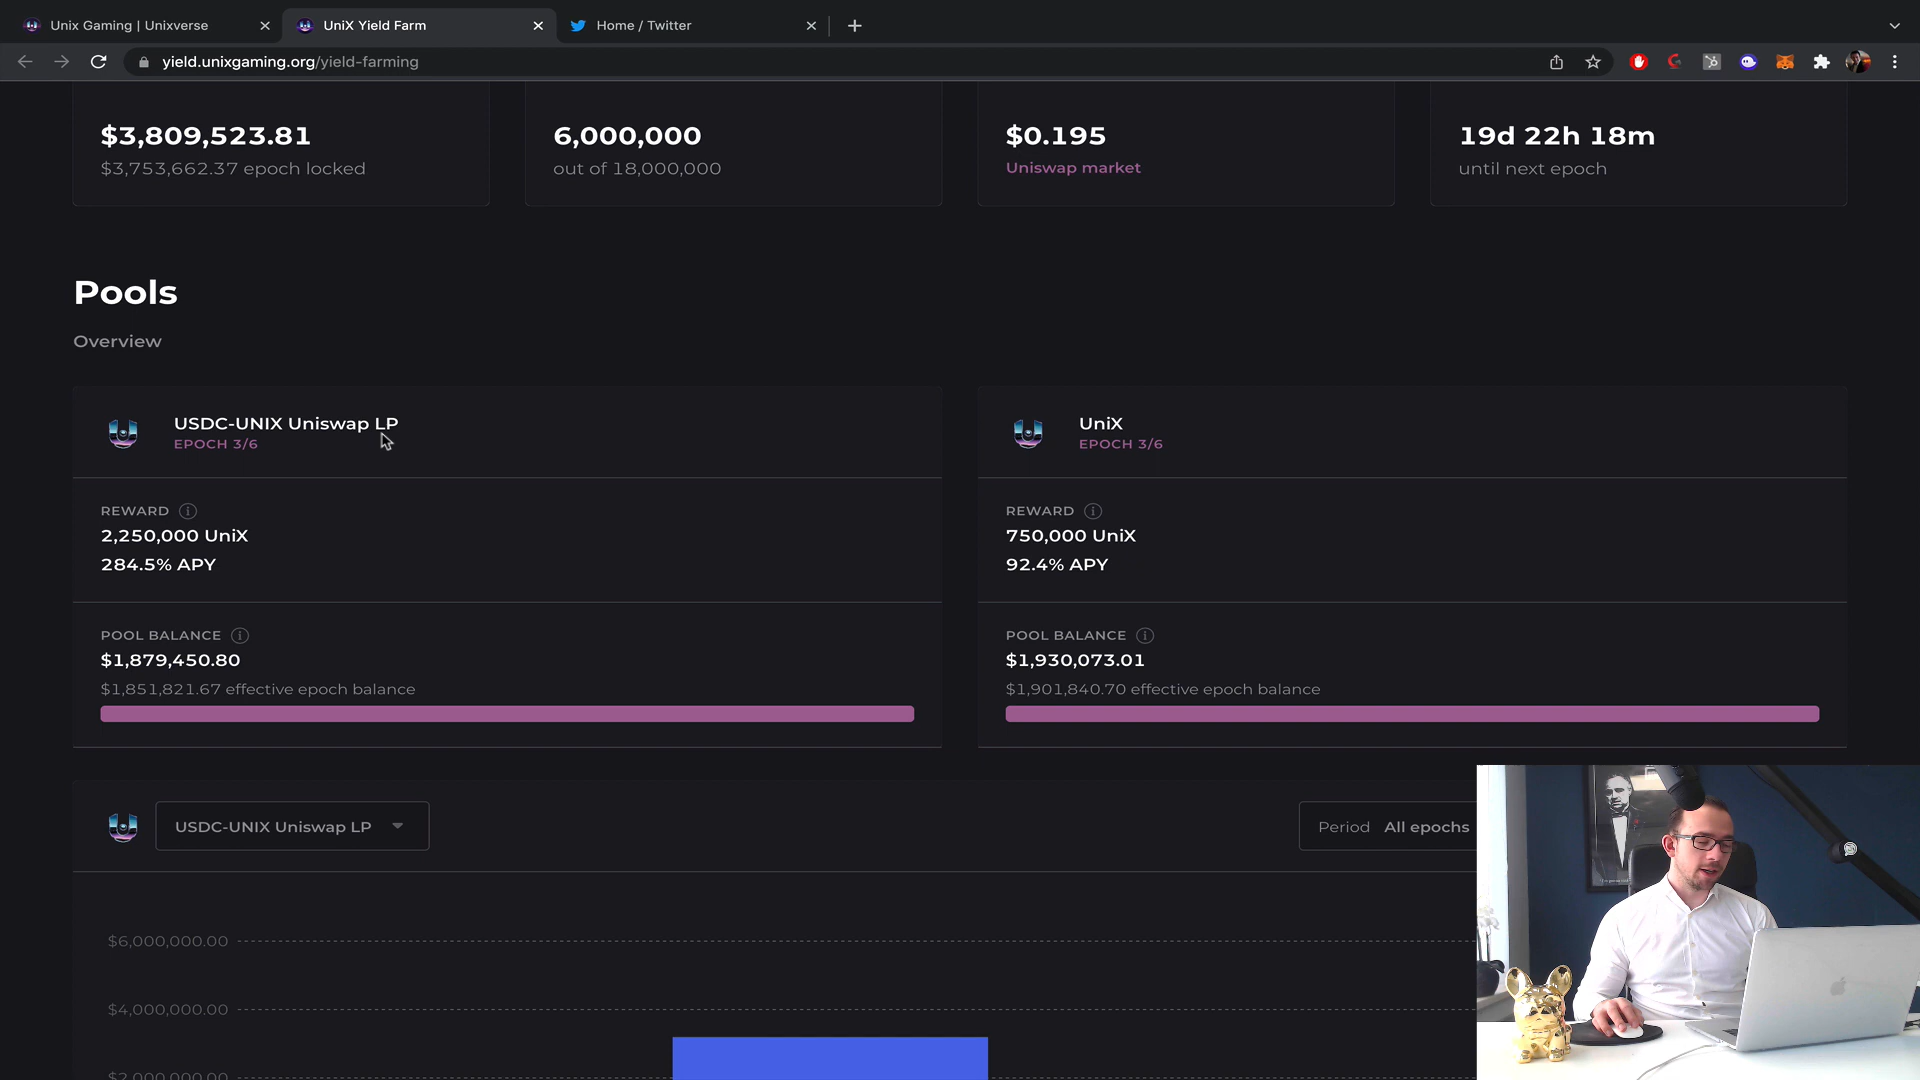 Unix Gaming | Unixverse
UniX Yield Farm
Home / Twitter
yield.unixgaming.org/yield-farming
$3,809,523.81
$3,753,662.37 epoch locked
6,000,000
out of 18,000,000
$0.195
Uniswap market
19d 22h 18m
until next epoch
Pools
Overview
USDC-UNIX Uniswap LP
EPOCH 3/6
REWARD
2,250,000 UniX
284.5% APY
POOL BALANCE
$1,879,450.80
$1,851,821.67 effective epoch balance
UniX
EPOCH 3/6
REWARD
750,000 UniX
92.4% APY
POOL BALANCE
$1,930,073.01
$1,901,840.70 effective epoch balance
USDC-UNIX Uniswap LP
Period All epochs
$6,000,000.00
$4,000,000.00
$2,000,000.00